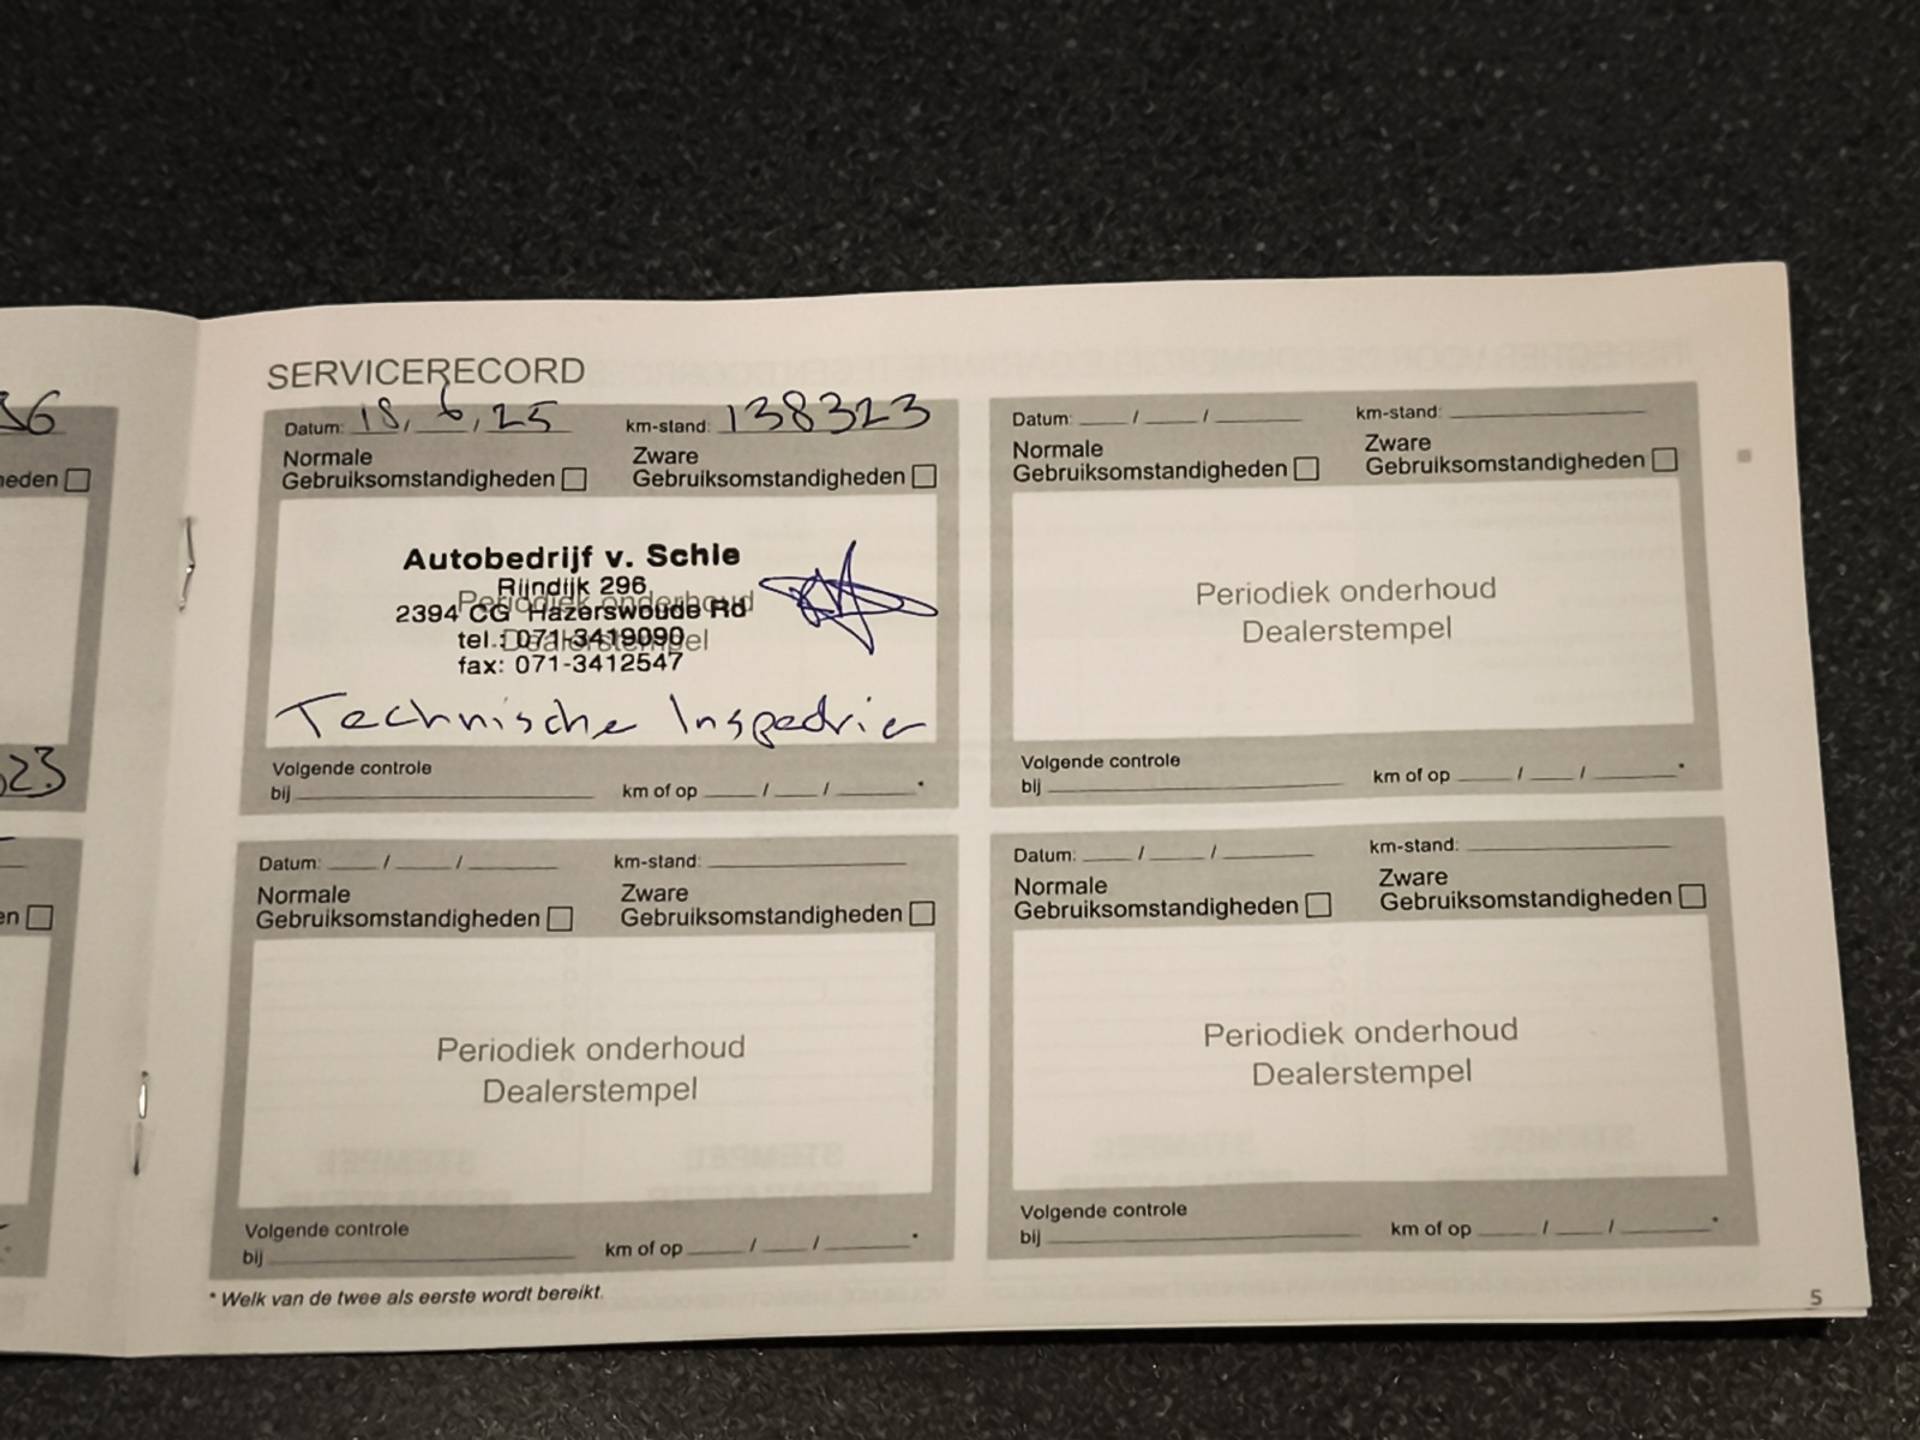 SERVICERECORD
36
eden
23
en
Datum: 18, 6, 25 km-stand: 138323
Normale Gebruiksomstandigheden Zware Gebruiksomstandigheden
Autobedrijf v. Schie
Rijndijk 296
2394 CG Hazerswoude Rd
tel.: 071-3419090
fax: 071-3412547
Periodiek onderhoud
Dealerstempel
Technische Inspectie
Volgende controle
bij km of op / / *
Datum: / / km-stand:
Normale Gebruiksomstandigheden Zware Gebruiksomstandigheden
Periodiek onderhoud
Dealerstempel
Volgende controle
bij km of op / / *
Datum: / / km-stand:
Normale Gebruiksomstandigheden Zware Gebruiksomstandigheden
Periodiek onderhoud
Dealerstempel
Volgende controle
bij km of op / / *
Datum: / / km-stand:
Normale Gebruiksomstandigheden Zware Gebruiksomstandigheden
Periodiek onderhoud
Dealerstempel
Volgende controle
bij km of op / / *
* Welk van de twee als eerste wordt bereikt.
5